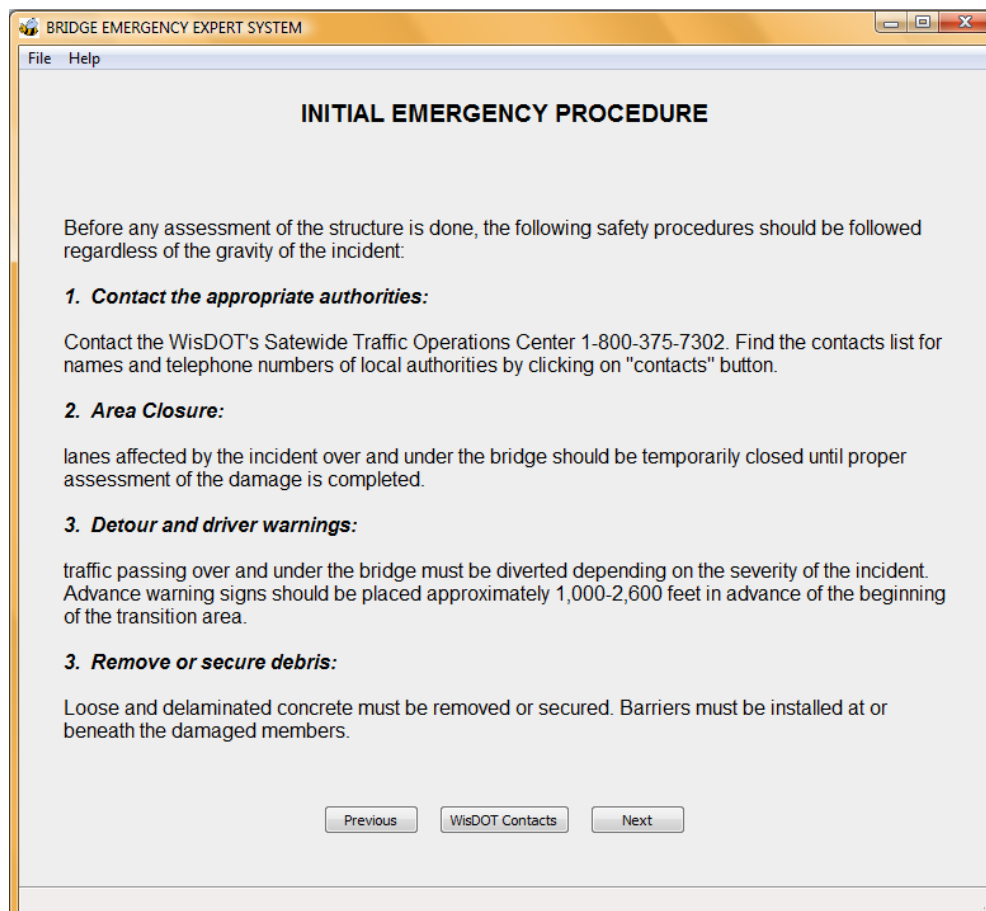 BRIDGE EMERGENCY EXPERT SYSTEM
File Help
INITIAL EMERGENCY PROCEDURE
Before any assessment of the structure is done, the following safety procedures should be followed
regardless of the gravity of the incident:
1. Contact the appropriate authorities:
Contact the WisDOT's Satewide Traffic Operations Center 1-800-375-7302. Find the contacts list for
names and telephone numbers of local authorities by clicking on "contacts" button.
2. Area Closure:
lanes affected by the incident over and under the bridge should be temporarily closed until proper
assessment of the damage is completed.
3. Detour and driver warnings:
traffic passing over and under the bridge must be diverted depending on the severity of the incident.
Advance warning signs should be placed approximately 1,000-2,600 feet in advance of the beginning
of the transition area.
3. Remove or secure debris:
Loose and delaminated concrete must be removed or secured. Barriers must be installed at or
beneath the damaged members.
Previous WisDOT Contacts Next